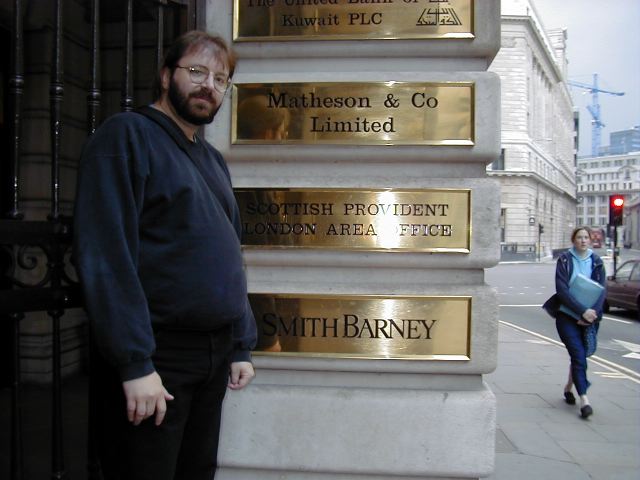 The United Bank of
Kuwait PLC
Matheson & Co
Limited
SCOTTISH PROVIDENT
LONDON AREA OFFICE
SMITH BARNEY